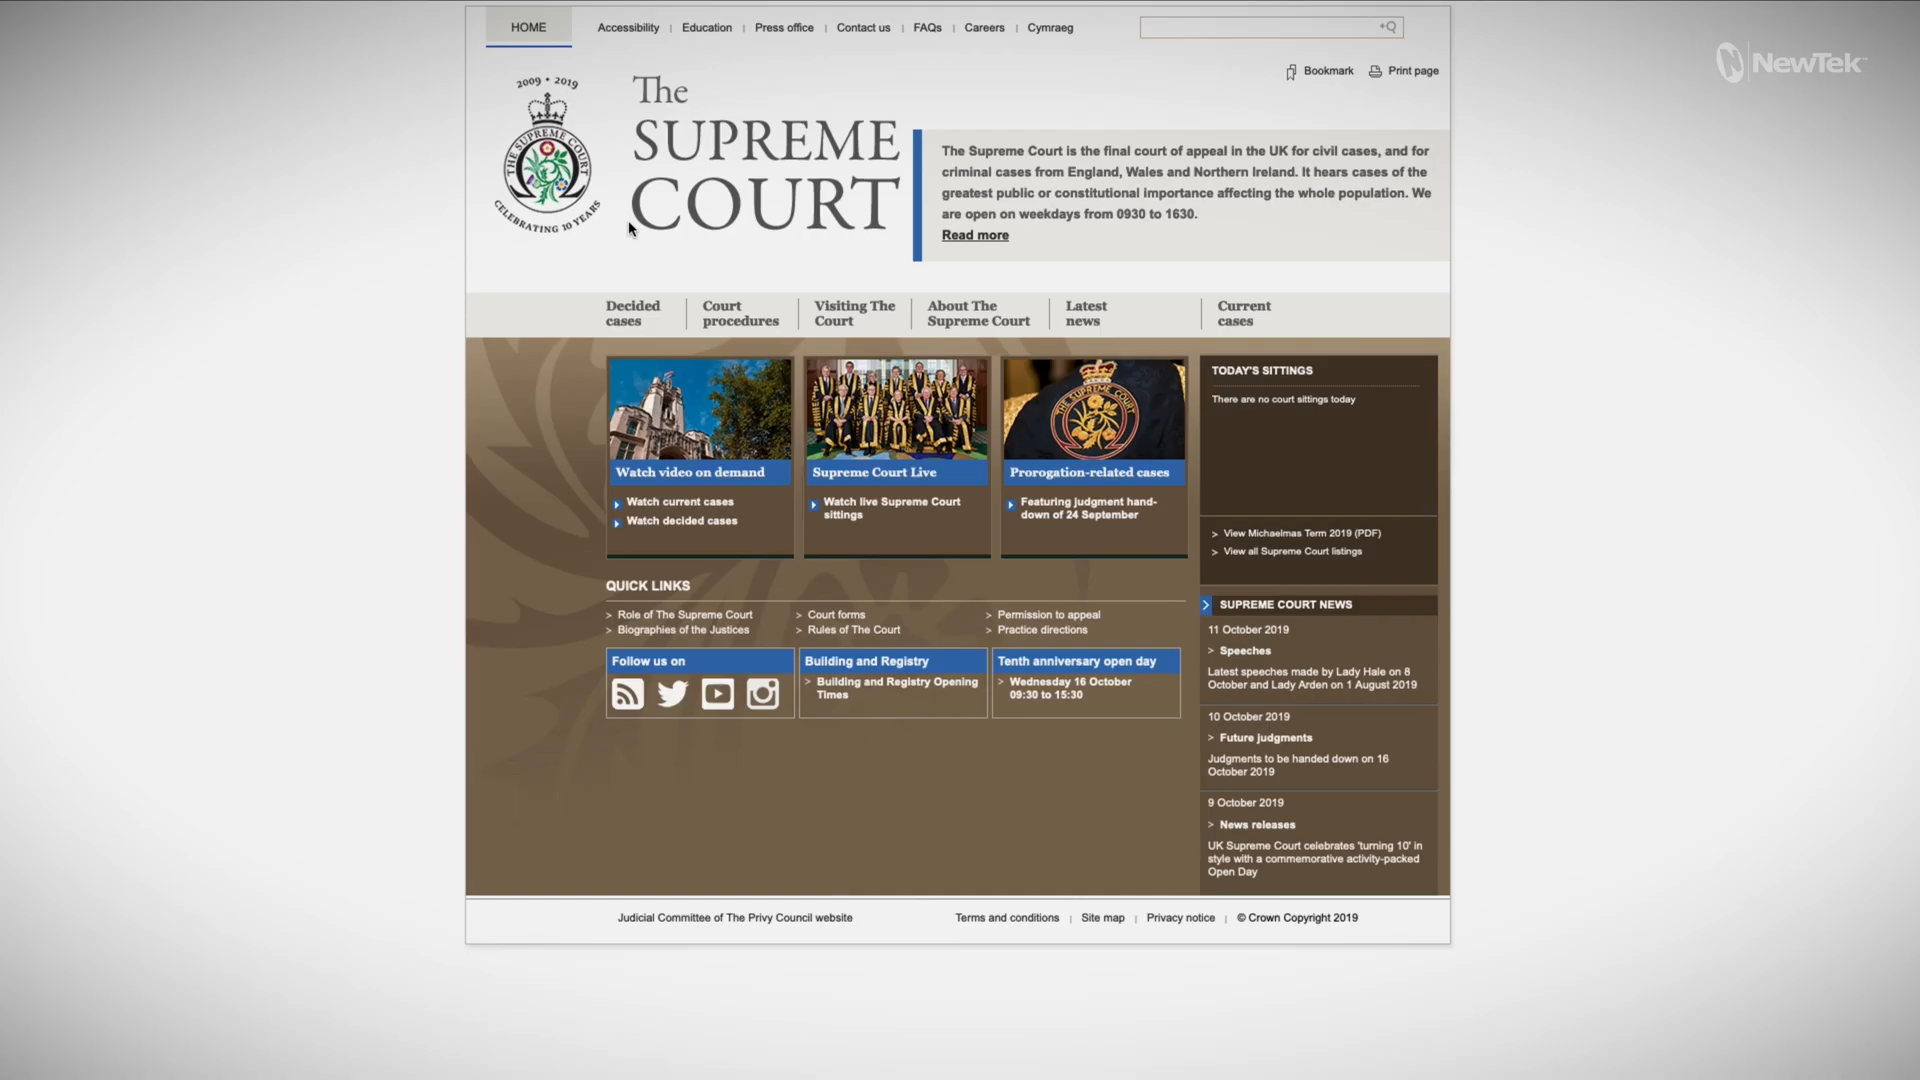 HOME
Accessibility | Education | Press office | Contact us | FAQs | Careers | Cymraeg
NewTek
Bookmark
Print page
2009 • 2019
THE SUPREME COURT
CELEBRATING 10 YEARS
The
SUPREME
COURT
The Supreme Court is the final court of appeal in the UK for civil cases, and for
criminal cases from England, Wales and Northern Ireland. It hears cases of the
greatest public or constitutional importance affecting the whole population. We
are open on weekdays from 0930 to 1630.
Read more
Decided
cases
Court
procedures
Visiting The
Court
About The
Supreme Court
Latest
news
Current
cases
Watch video on demand
Watch current cases
Watch decided cases
Supreme Court Live
Watch live Supreme Court
sittings
THE SUPREME COURT
Prorogation-related cases
Featuring judgment hand-
down of 24 September
TODAY'S SITTINGS
There are no court sittings today
> View Michaelmas Term 2019 (PDF)
> View all Supreme Court listings
QUICK LINKS
> Role of The Supreme Court
> Biographies of the Justices
> Court forms
> Rules of The Court
> Permission to appeal
> Practice directions
Follow us on
Building and Registry
> Building and Registry Opening
Times
Tenth anniversary open day
> Wednesday 16 October
09:30 to 15:30
SUPREME COURT NEWS
11 October 2019
> Speeches
Latest speeches made by Lady Hale on 8
October and Lady Arden on 1 August 2019
10 October 2019
> Future judgments
Judgments to be handed down on 16
October 2019
9 October 2019
> News releases
UK Supreme Court celebrates 'turning 10' in
style with a commemorative activity-packed
Open Day
Judicial Committee of The Privy Council website
Terms and conditions | Site map | Privacy notice | © Crown Copyright 2019